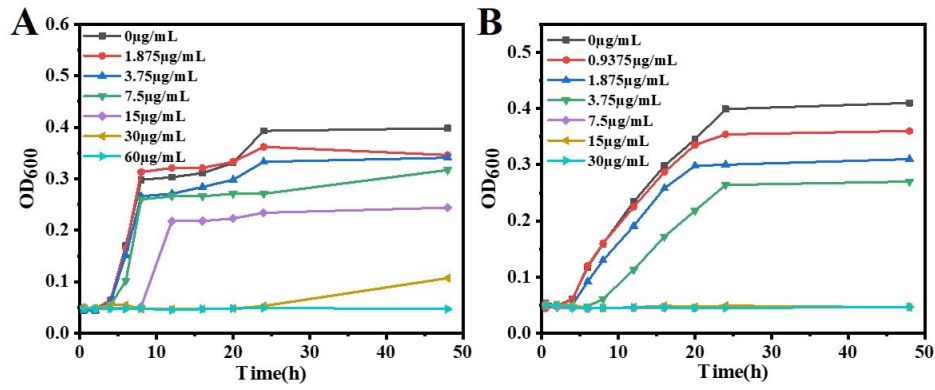 A
0.6
0.5
0.4
0.3
0.2
0.1
0.0
OD600
0µg/mL
1.875µg/mL
3.75µg/mL
7.5µg/mL
15µg/mL
30µg/mL
60µg/mL
0 10 20 30 40 50
Time(h)
B
0.5
0.4
0.3
0.2
0.1
0.0
OD600
0µg/mL
0.9375µg/mL
1.875µg/mL
3.75µg/mL
7.5µg/mL
15µg/mL
30µg/mL
0 10 20 30 40 50
Time(h)